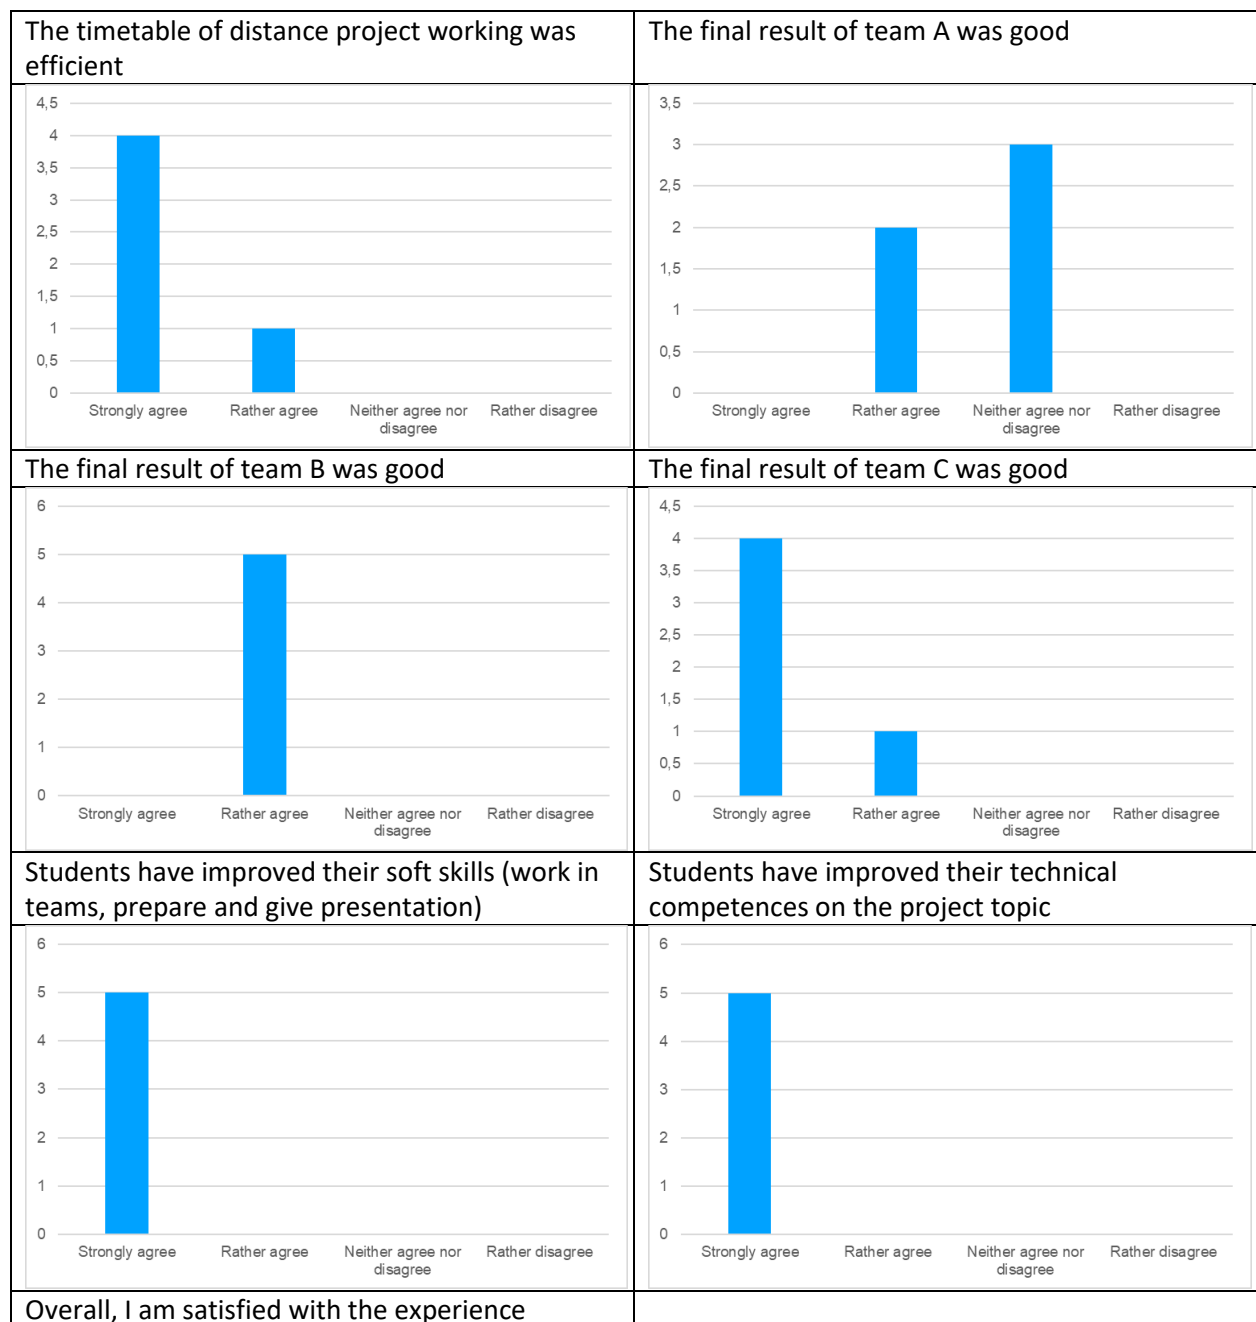 The timetable of distance project working was
efficient
The final result of team A was good
4,5
4
3,5
3
2,5
2
1,5
1
0,5
0
Strongly agree
Rather agree
Neither agree nor
disagree
Rather disagree
3,5
3
2,5
2
1,5
1
0,5
0
Strongly agree
Rather agree
Neither agree nor
disagree
Rather disagree
The final result of team B was good
The final result of team C was good
6
5
4
3
2
1
0
Strongly agree
Rather agree
Neither agree nor
disagree
Rather disagree
4,5
4
3,5
3
2,5
2
1,5
1
0,5
0
Strongly agree
Rather agree
Neither agree nor
disagree
Rather disagree
Students have improved their soft skills (work in
teams, prepare and give presentation)
Students have improved their technical
competences on the project topic
6
5
4
3
2
1
0
Strongly agree
Rather agree
Neither agree nor
disagree
Rather disagree
6
5
4
3
2
1
0
Strongly agree
Rather agree
Neither agree nor
disagree
Rather disagree
Overall, I am satisfied with the experience